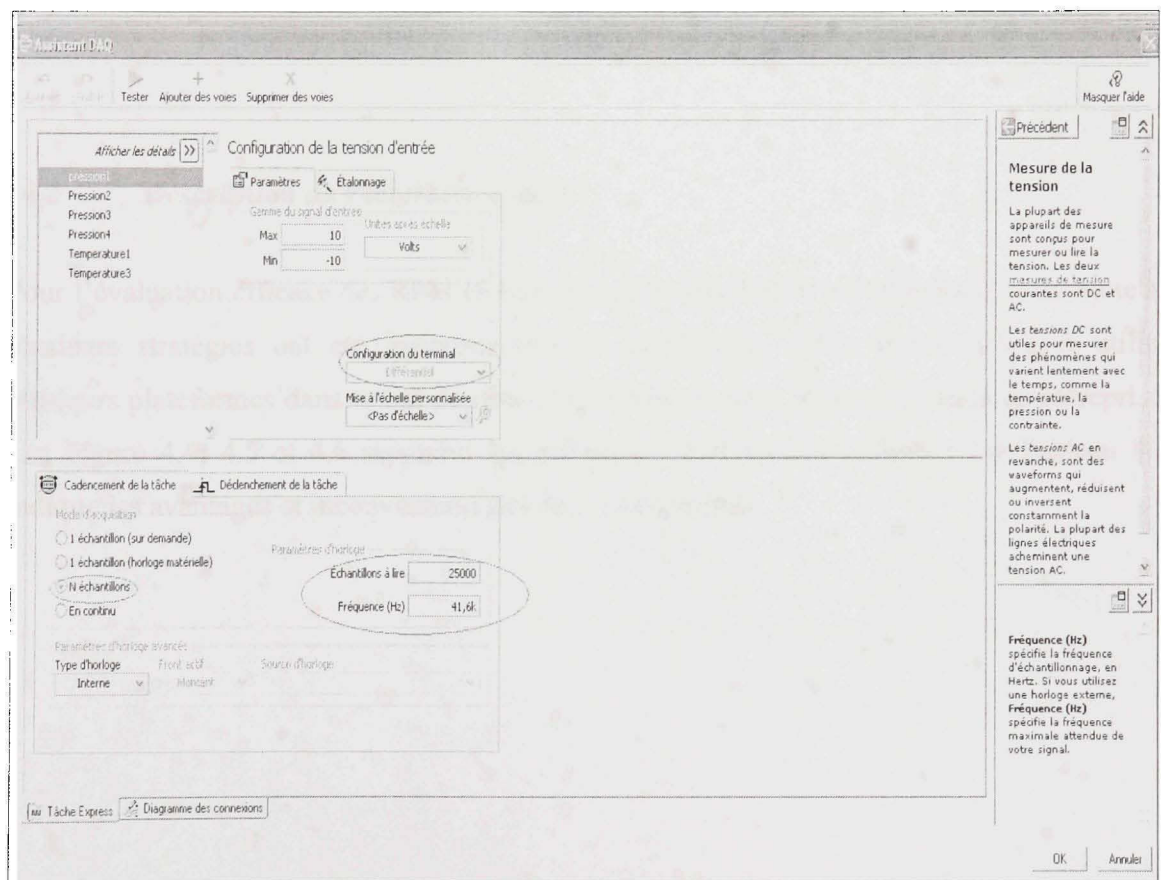 Assistant DAQ
Tester Ajouter des voies Supprimer des voies
Masquer l'aide
Afficher les détails
pression1
Pression2
Pression3
Pression4
Temperature1
Temperature3
Configuration de la tension d'entrée
Paramètres Étalonnage
Gamme du signal d'entrée
Max 10
Min -10
Unités après échelle
Volts
Configuration du terminal
Différentiel
Mise à l'échelle personnalisée
<Pas d'échelle>
Cadencement de la tâche Déclenchement de la tâche
Mode d'acquisition
1 échantillon (sur demande)
1 échantillon (horloge matérielle)
N échantillons
En continu
Paramètres d'horloge
Échantillons à lire 25000
Fréquence (Hz) 41,6k
Paramètres d'horloge avancés
Type d'horloge Front actif Source d'horloge
Interne Montant
Tâche Express Diagramme des connexions
Précédent
Mesure de la
tension
La plupart des
appareils de mesure
sont conçus pour
mesurer ou lire la
tension. Les deux
mesures de tension
courantes sont DC et
AC.
Les tensions DC sont
utiles pour mesurer
des phénomènes qui
varient lentement avec
le temps, comme la
température, la
pression ou la
contrainte.
Les tensions AC en
revanche, sont des
waveforms qui
augmentent, réduisent
ou inversent
constamment la
polarité. La plupart des
lignes électriques
acheminent une
tension AC.
Fréquence (Hz)
spécifie la fréquence
d'échantillonnage, en
Hertz. Si vous utilisez
une horloge externe,
Fréquence (Hz)
spécifie la fréquence
maximale attendue de
votre signal.
OK Annuler